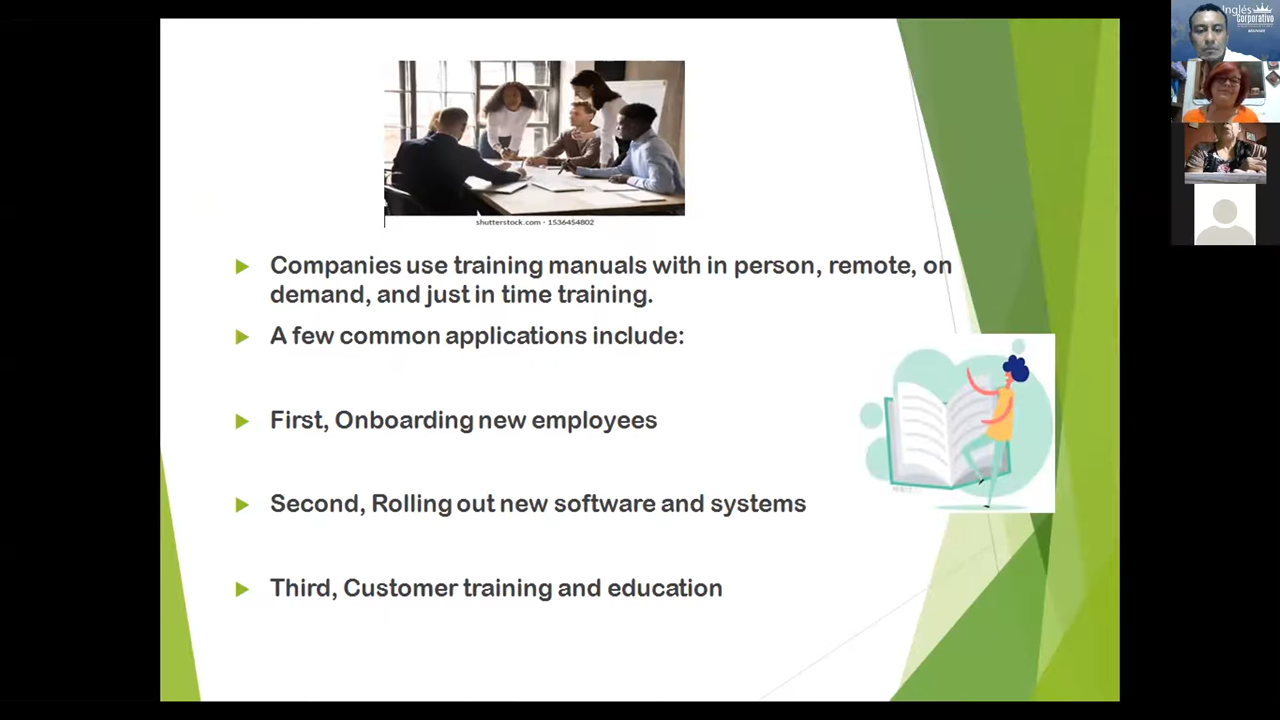 Inglés
Corporativo
shutterstock.com · 1536454802
Companies use training manuals with in person, remote, on
demand, and just in time training.
A few common applications include:
First, Onboarding new employees
Second, Rolling out new software and systems
Third, Customer training and education